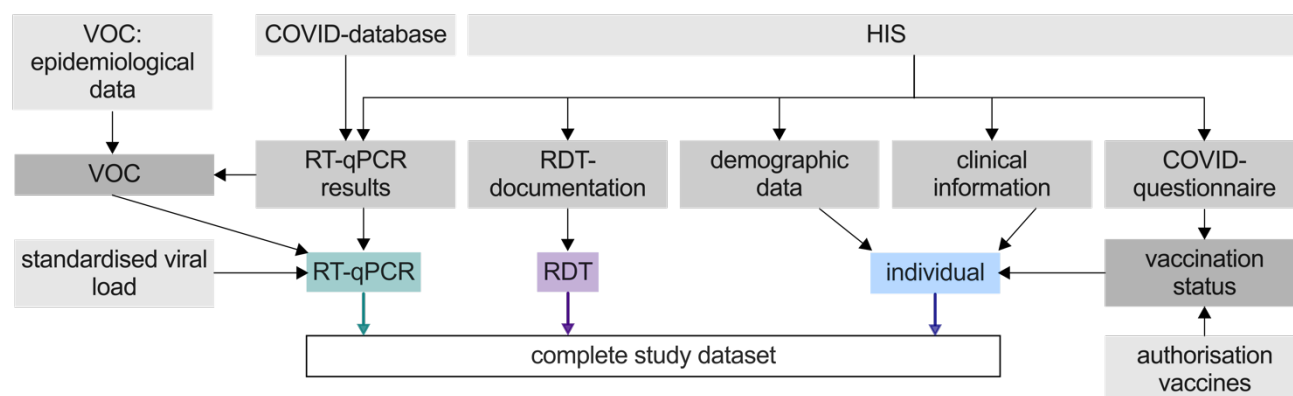 VOC:
epidemiological
data
COVID-database
HIS
VOC
RT-qPCR
results
RDT-
documentation
demographic
data
clinical
information
COVID-
questionnaire
standardised viral
load
RT-qPCR
RDT
individual
vaccination
status
complete study dataset
authorisation
vaccines